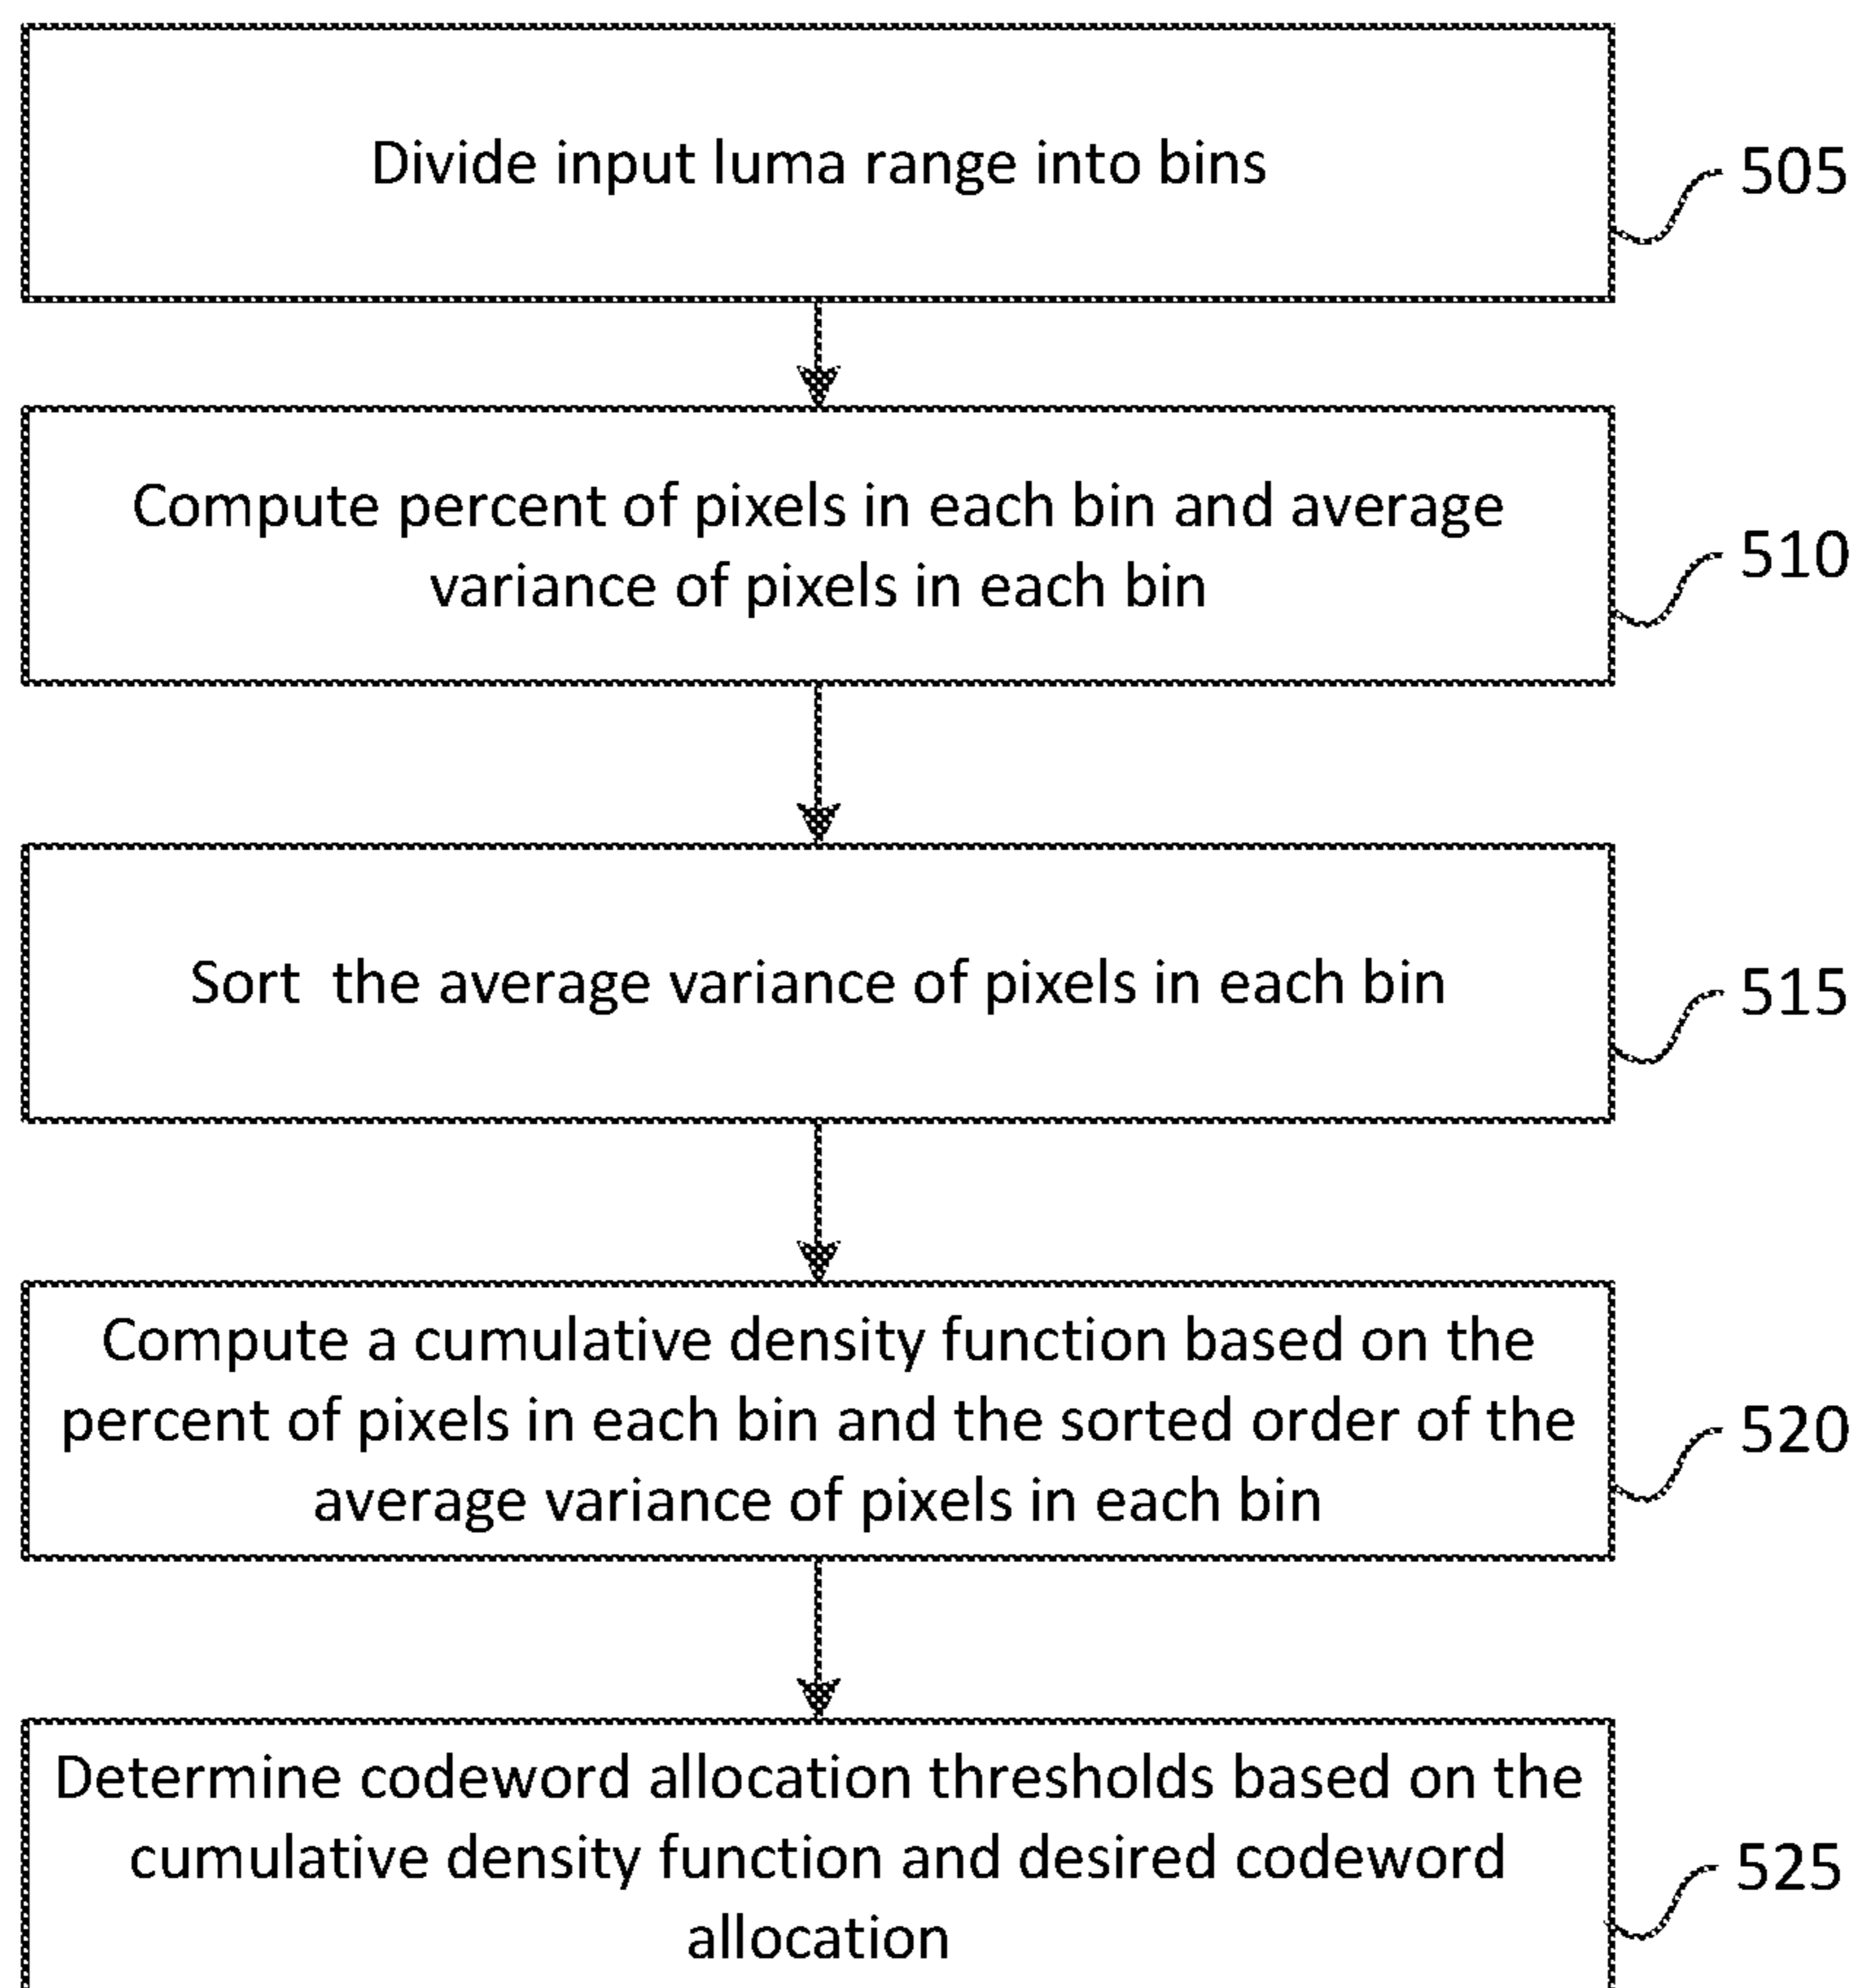 Divide input luma range into bins
505
Compute percent of pixels in each bin and average
variance of pixels in each bin
510
Sort  the average variance of pixels in each bin
515
Compute a cumulative density function based on the
percent of pixels in each bin and the sorted order of the
average variance of pixels in each bin
520
Determine codeword allocation thresholds based on the
cumulative density function and desired codeword
allocation
525